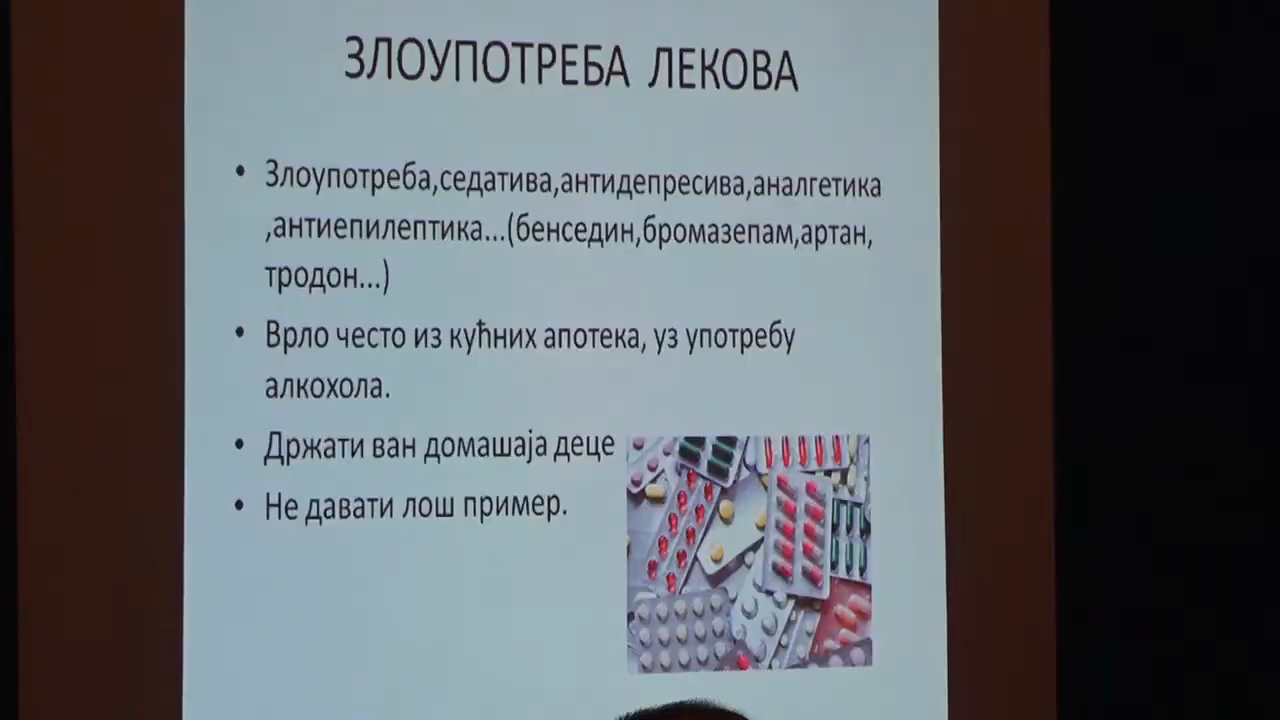 ЗЛОУПОТРЕБА ЛЕКОВА
• Злоупотреба,седатива,антидепресива,аналгетика
,антиепилептика...(бенседин,бромазепам,артан,
тродон...)
• Врло често из кућних апотека, уз употребу
алкохола.
• Држати ван домашаја деце
• Не давати лош пример.